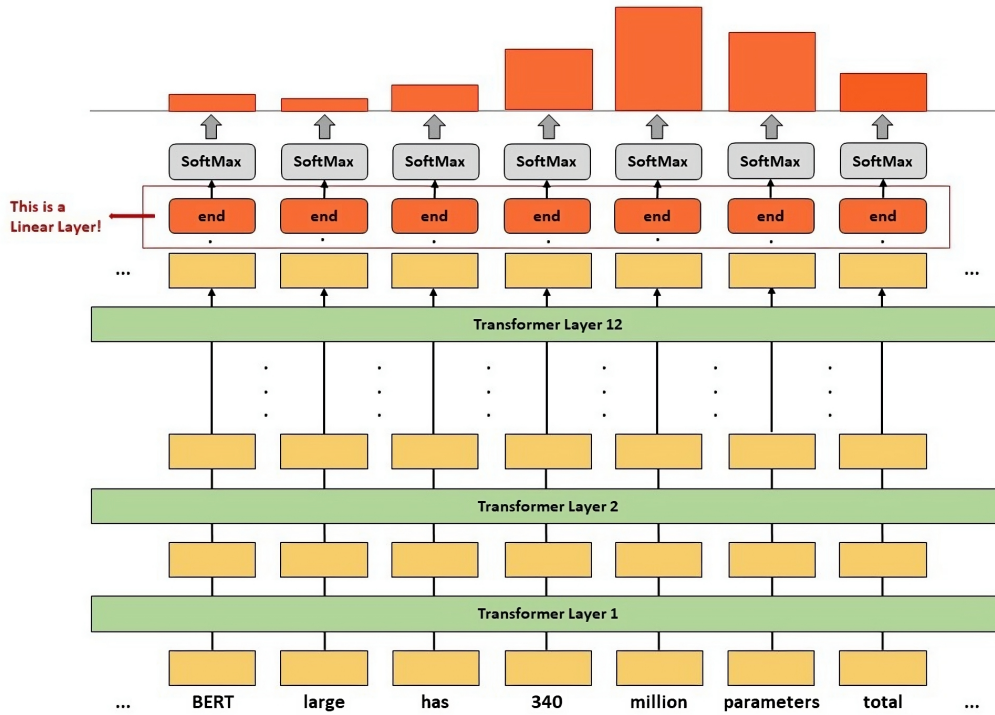 SoftMax SoftMax SoftMax SoftMax SoftMax SoftMax SoftMax
This is a
Linear Layer!
end end end end end end end
... ...
Transformer Layer 12
Transformer Layer 2
Transformer Layer 1
... BERT large has 340 million parameters total ...